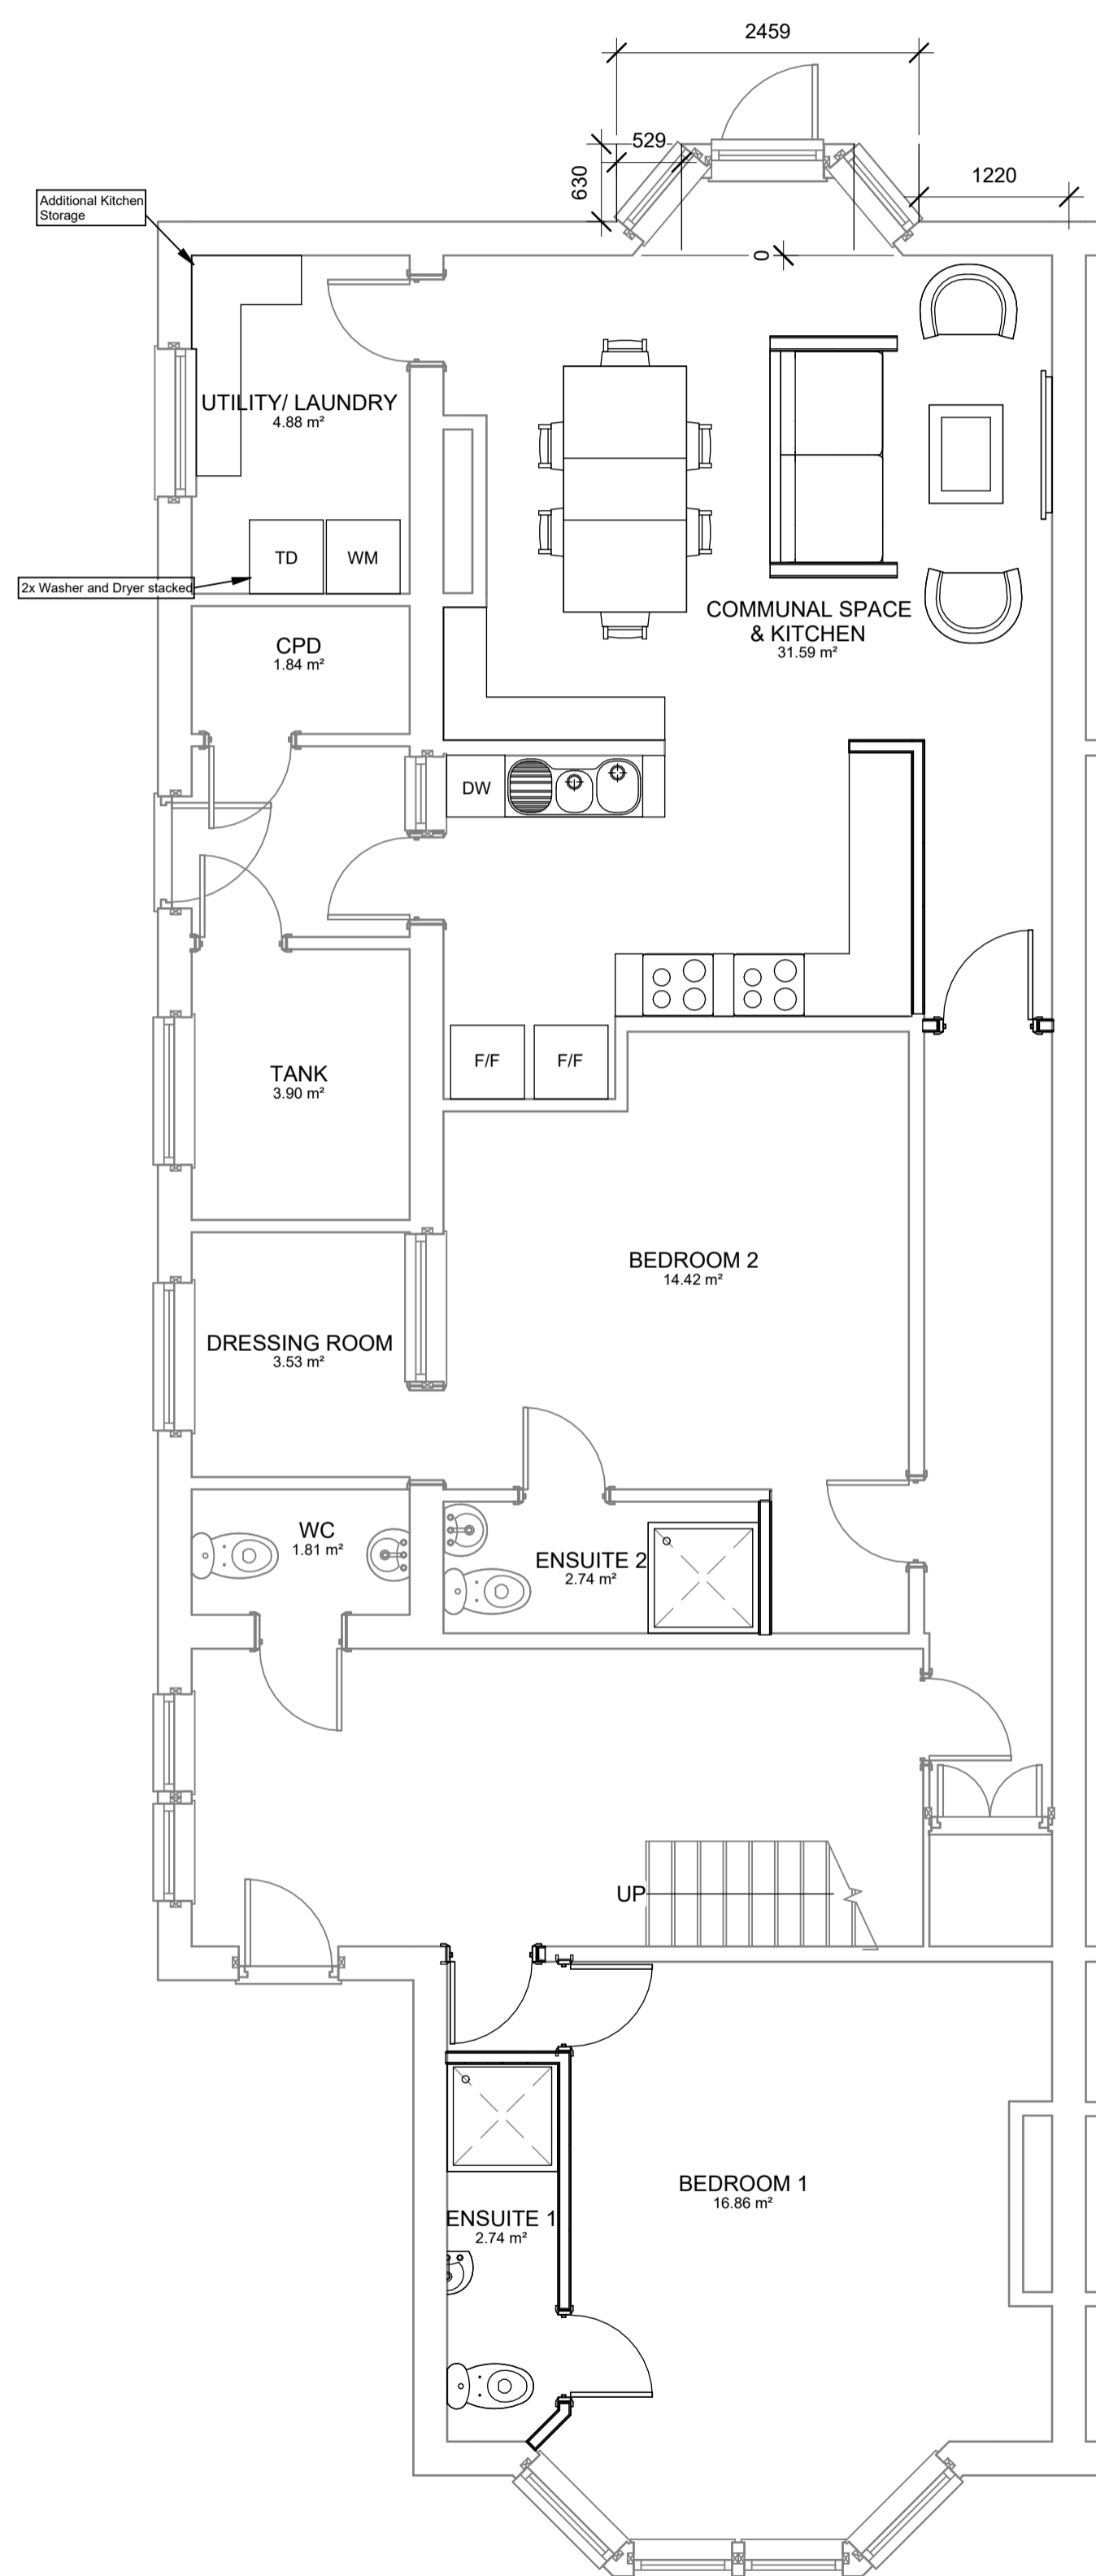 2459
529
630
1220
0
Additional Kitchen
Storage
UTILITY/ LAUNDRY
4.88 m²
TD
WM
2x Washer and Dryer stacked
COMMUNAL SPACE
& KITCHEN
31.59 m²
CPD
1.84 m²
DW
F/F
F/F
TANK
3.90 m²
BEDROOM 2
14.42 m²
DRESSING ROOM
3.53 m²
WC
1.81 m²
ENSUITE 2
2.74 m²
UP
BEDROOM 1
16.86 m²
ENSUITE 1
2.74 m²